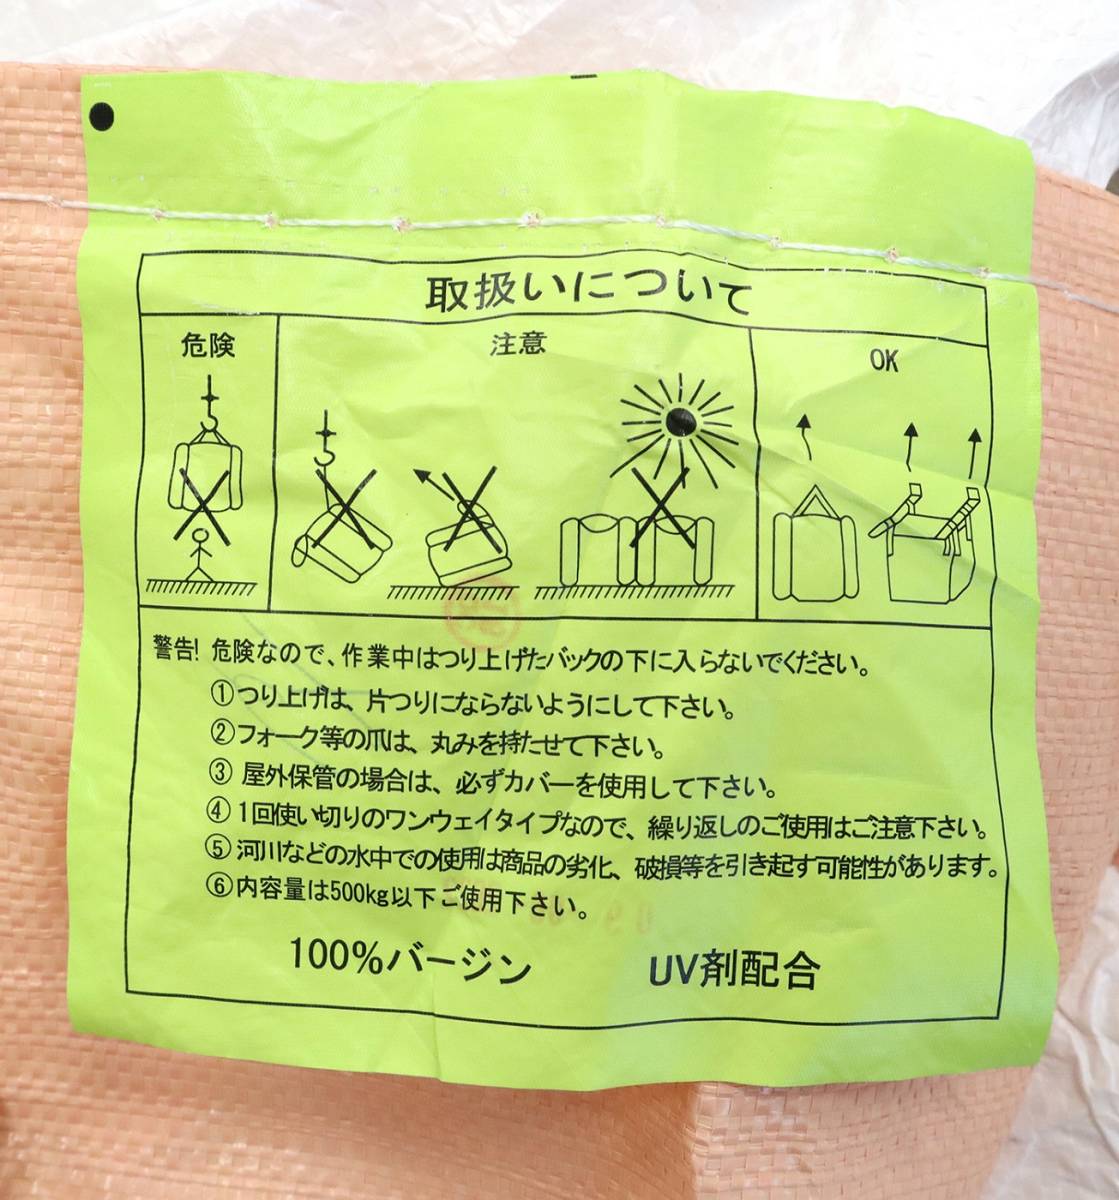 取扱いについて
危険
注意
OK
警告! 危険なので、作業中はつり上げたバックの下に入らないでください。
①つり上げは、片つりにならないようにして下さい。
②フォーク等の爪は、丸みを持たせて下さい。
③ 屋外保管の場合は、必ずカバーを使用して下さい。
④ 1回使い切りのワンウェイタイプなので、繰り返しのご使用はご注意下さい。
⑤ 河川などの水中での使用は商品の劣化、破損等を引き起す可能性があります。
⑥内容量は500kg以下ご使用下さい。
100%バージン UV剤配合